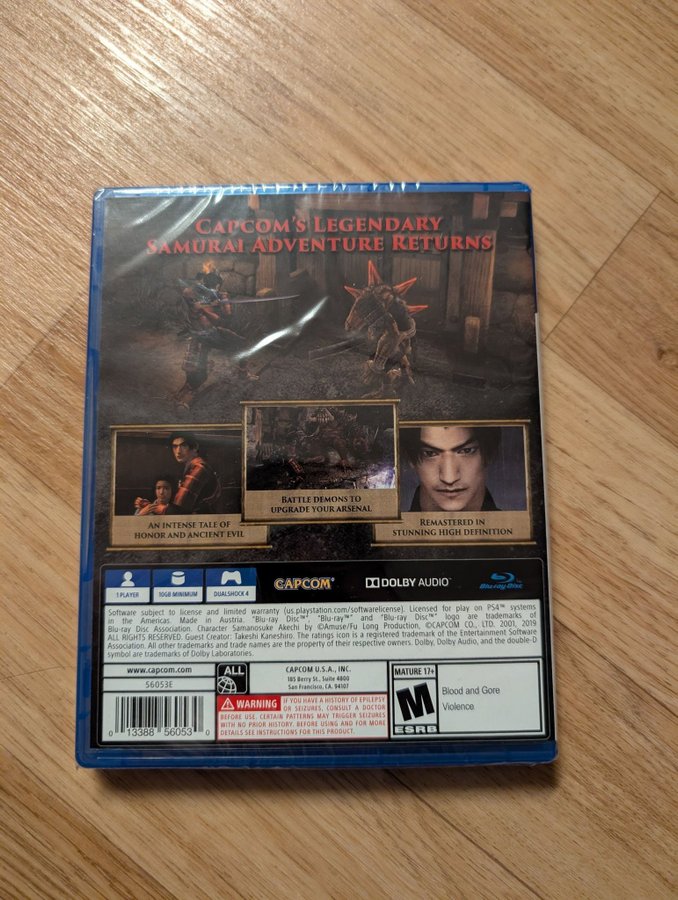 CAPCOM'S LEGENDARY
SAMURAI ADVENTURE RETURNS
BATTLE DEMONS TO
UPGRADE YOUR ARSENAL
AN INTENSE TALE OF
HONOR AND ANCIENT EVIL
REMASTERED IN
STUNNING HIGH DEFINITION
1 PLAYER
10GB MINIMUM
DUALSHOCK 4
CAPCOM
DOLBY AUDIO™
Blu-ray Disc
Software subject to license and limited warranty (us.playstation.com/softwarelicense). Licensed for play on PS4™ systems
in the Americas. Made in Austria. "Blu-ray Disc™", "Blu-ray™" and "Blu-ray Disc™" logo are trademarks of
Blu-ray Disc Association. Character Samanosuke Akechi by ©Amuse/Fu Long Production, ©CAPCOM CO., LTD. 2001, 2019
ALL RIGHTS RESERVED. Guest Creator: Takeshi Kaneshiro. The ratings icon is a registered trademark of the Entertainment Software
Association. All other trademarks and trade names are the property of their respective owners. Dolby, Dolby Audio, and the double-D
symbol are trademarks of Dolby Laboratories.
www.capcom.com
56053E
0 13388 56053 0
ALL
CAPCOM U.S.A., INC.
185 Berry St., Suite 4800
San Francisco, CA. 94107
WARNING IF YOU HAVE A HISTORY OF EPILEPSY
OR SEIZURES, CONSULT A DOCTOR
BEFORE USE. CERTAIN PATTERNS MAY TRIGGER SEIZURES
WITH NO PRIOR HISTORY. BEFORE USING AND FOR MORE
DETAILS SEE INSTRUCTIONS FOR THIS PRODUCT.
MATURE 17+
M
ESRB
Blood and Gore
Violence